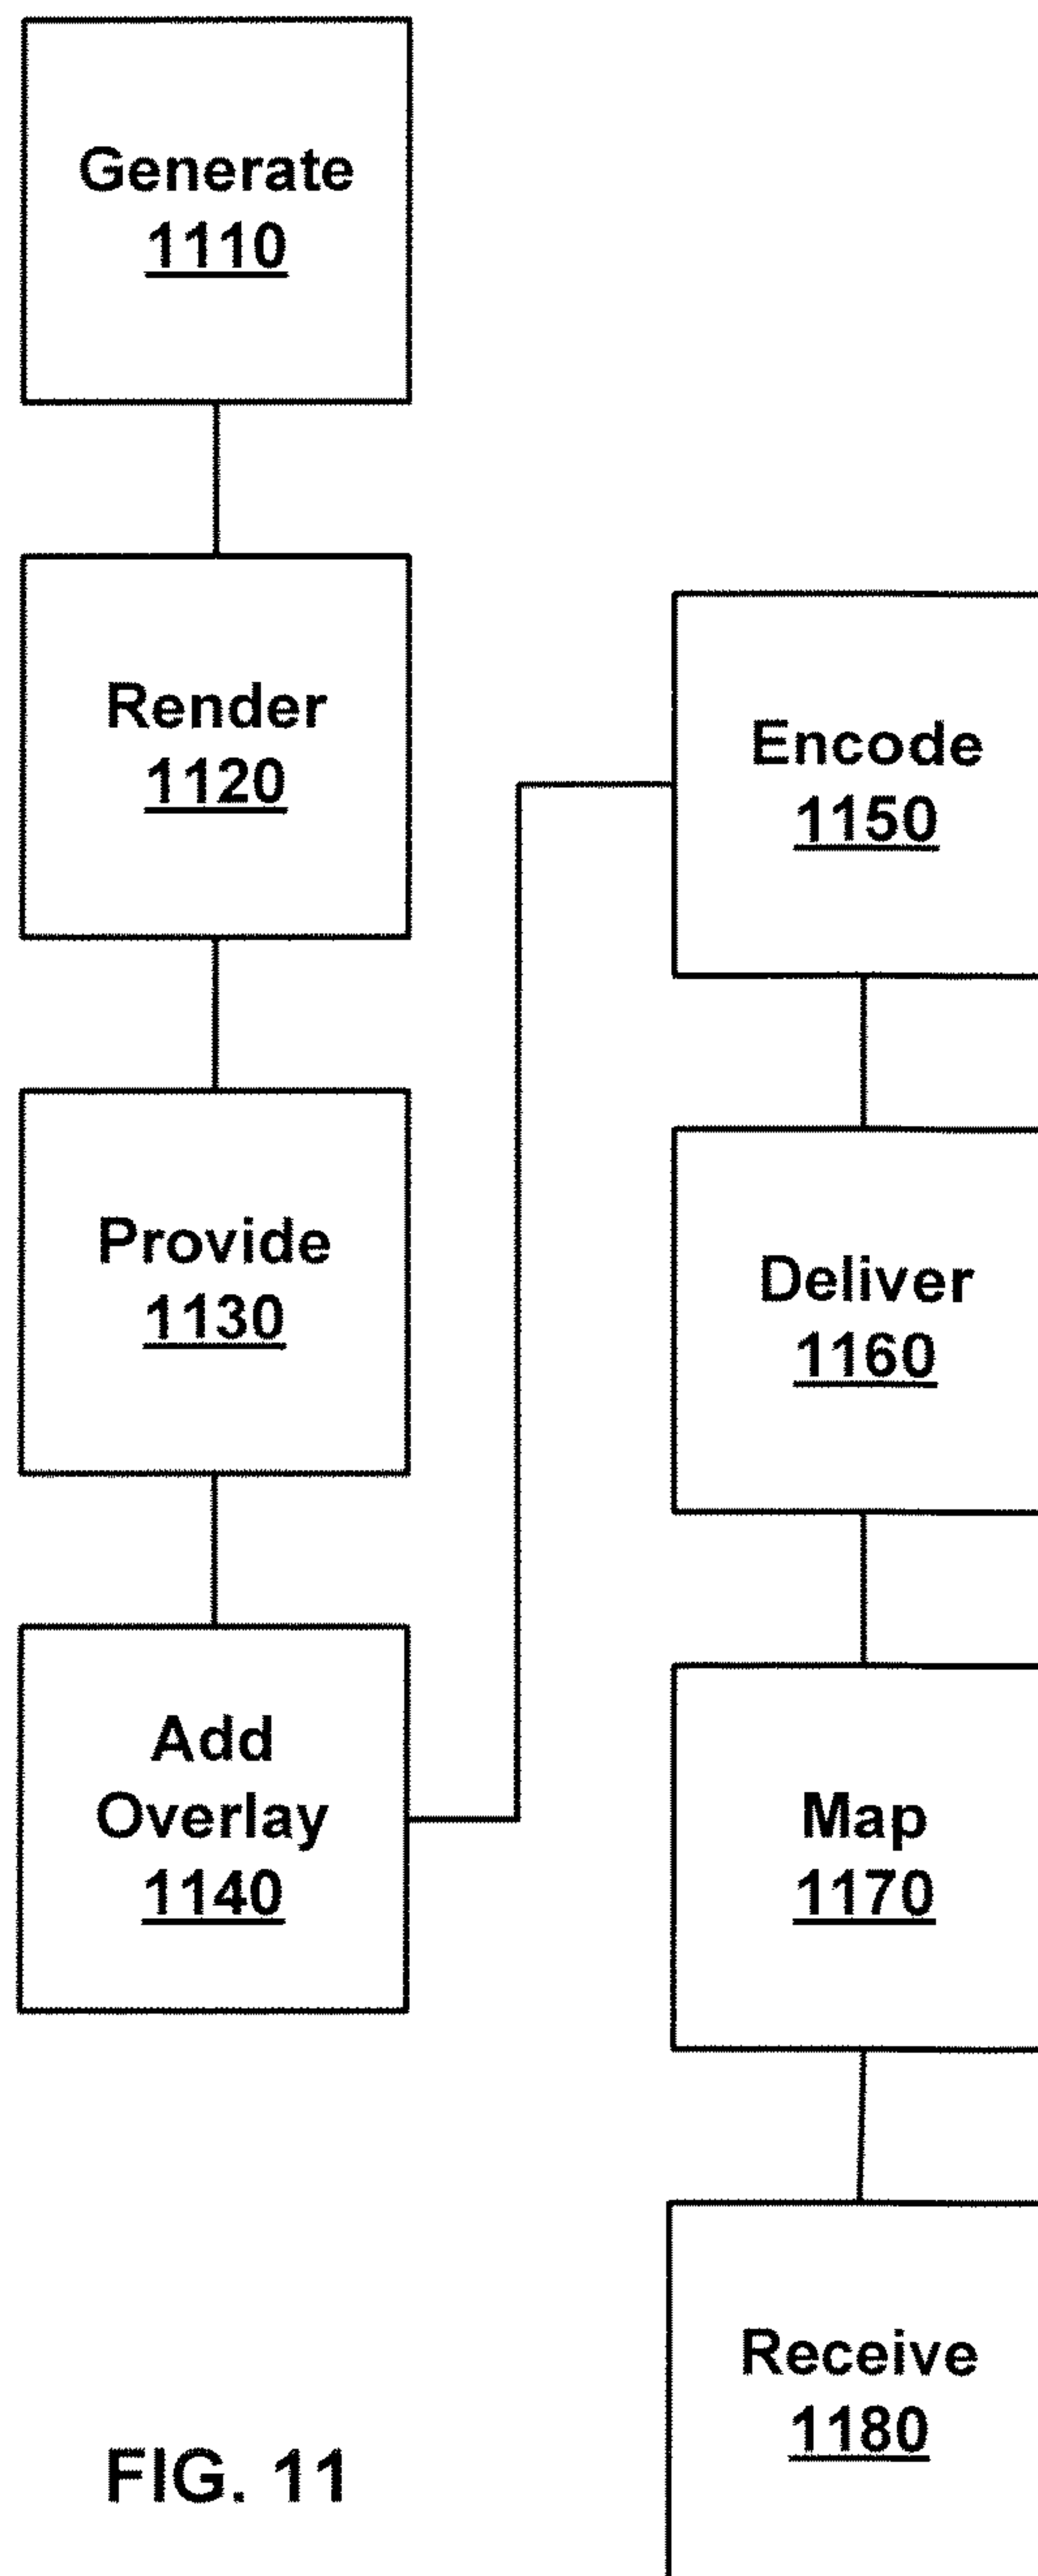 Generate
1110
Render
1120
Provide
1130
Add
Overlay
1140
Encode
1150
Deliver
1160
Map
1170
Receive
1180
FIG. 11